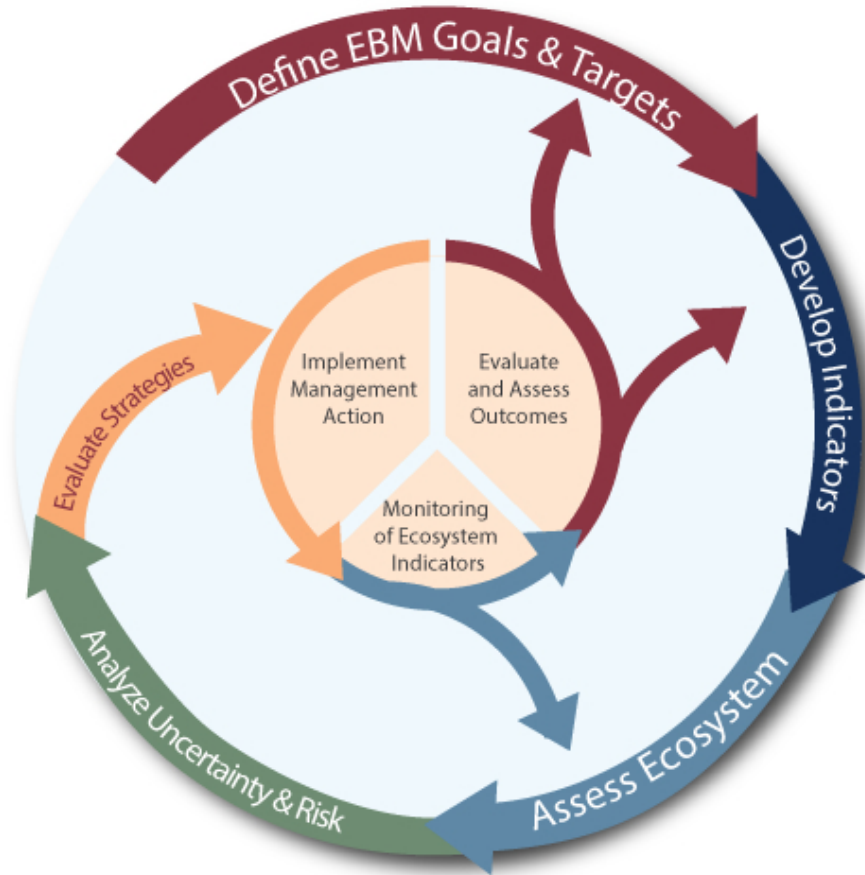 Define EBM Goals & Targets
Develop Indicators
Assess Ecosystem
Analyze Uncertainty & Risk
Evaluate Strategies
Implement
Management
Action
Evaluate
and Assess
Outcomes
Monitoring
of Ecosystem
Indicators